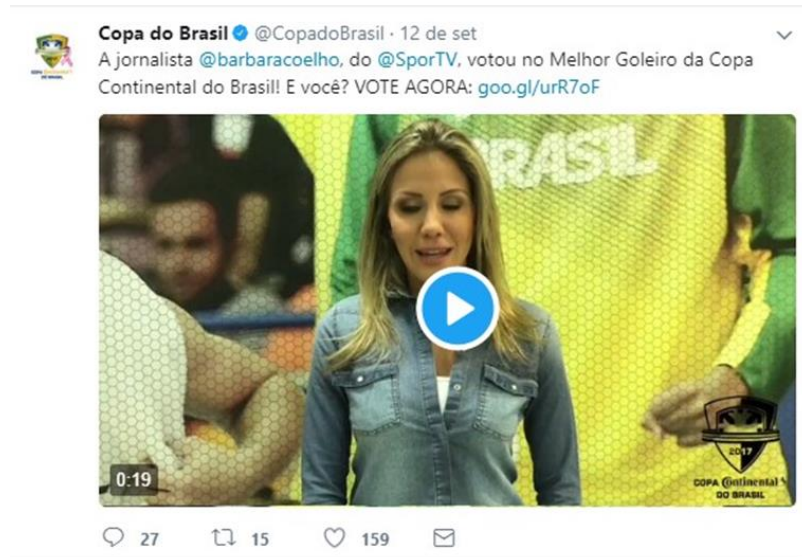 Copa do Brasil @CopadoBrasil · 12 de set
A jornalista @barbaracoelho, do @SporTV, votou no Melhor Goleiro da Copa
Continental do Brasil! E você? VOTE AGORA: goo.gl/urR7oF
BRASIL
2017
COPA Continental
DO BRASIL
0:19
27 15 159